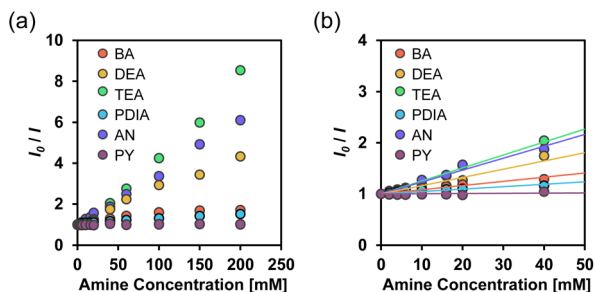 (a)
I0 / I
10
8
6
4
2
0
BA
DEA
TEA
PDIA
AN
PY
0 50 100 150 200 250
Amine Concentration [mM]
(b)
I0 / I
4
3
2
1
0
BA
DEA
TEA
PDIA
AN
PY
0 10 20 30 40 50
Amine Concentration [mM]